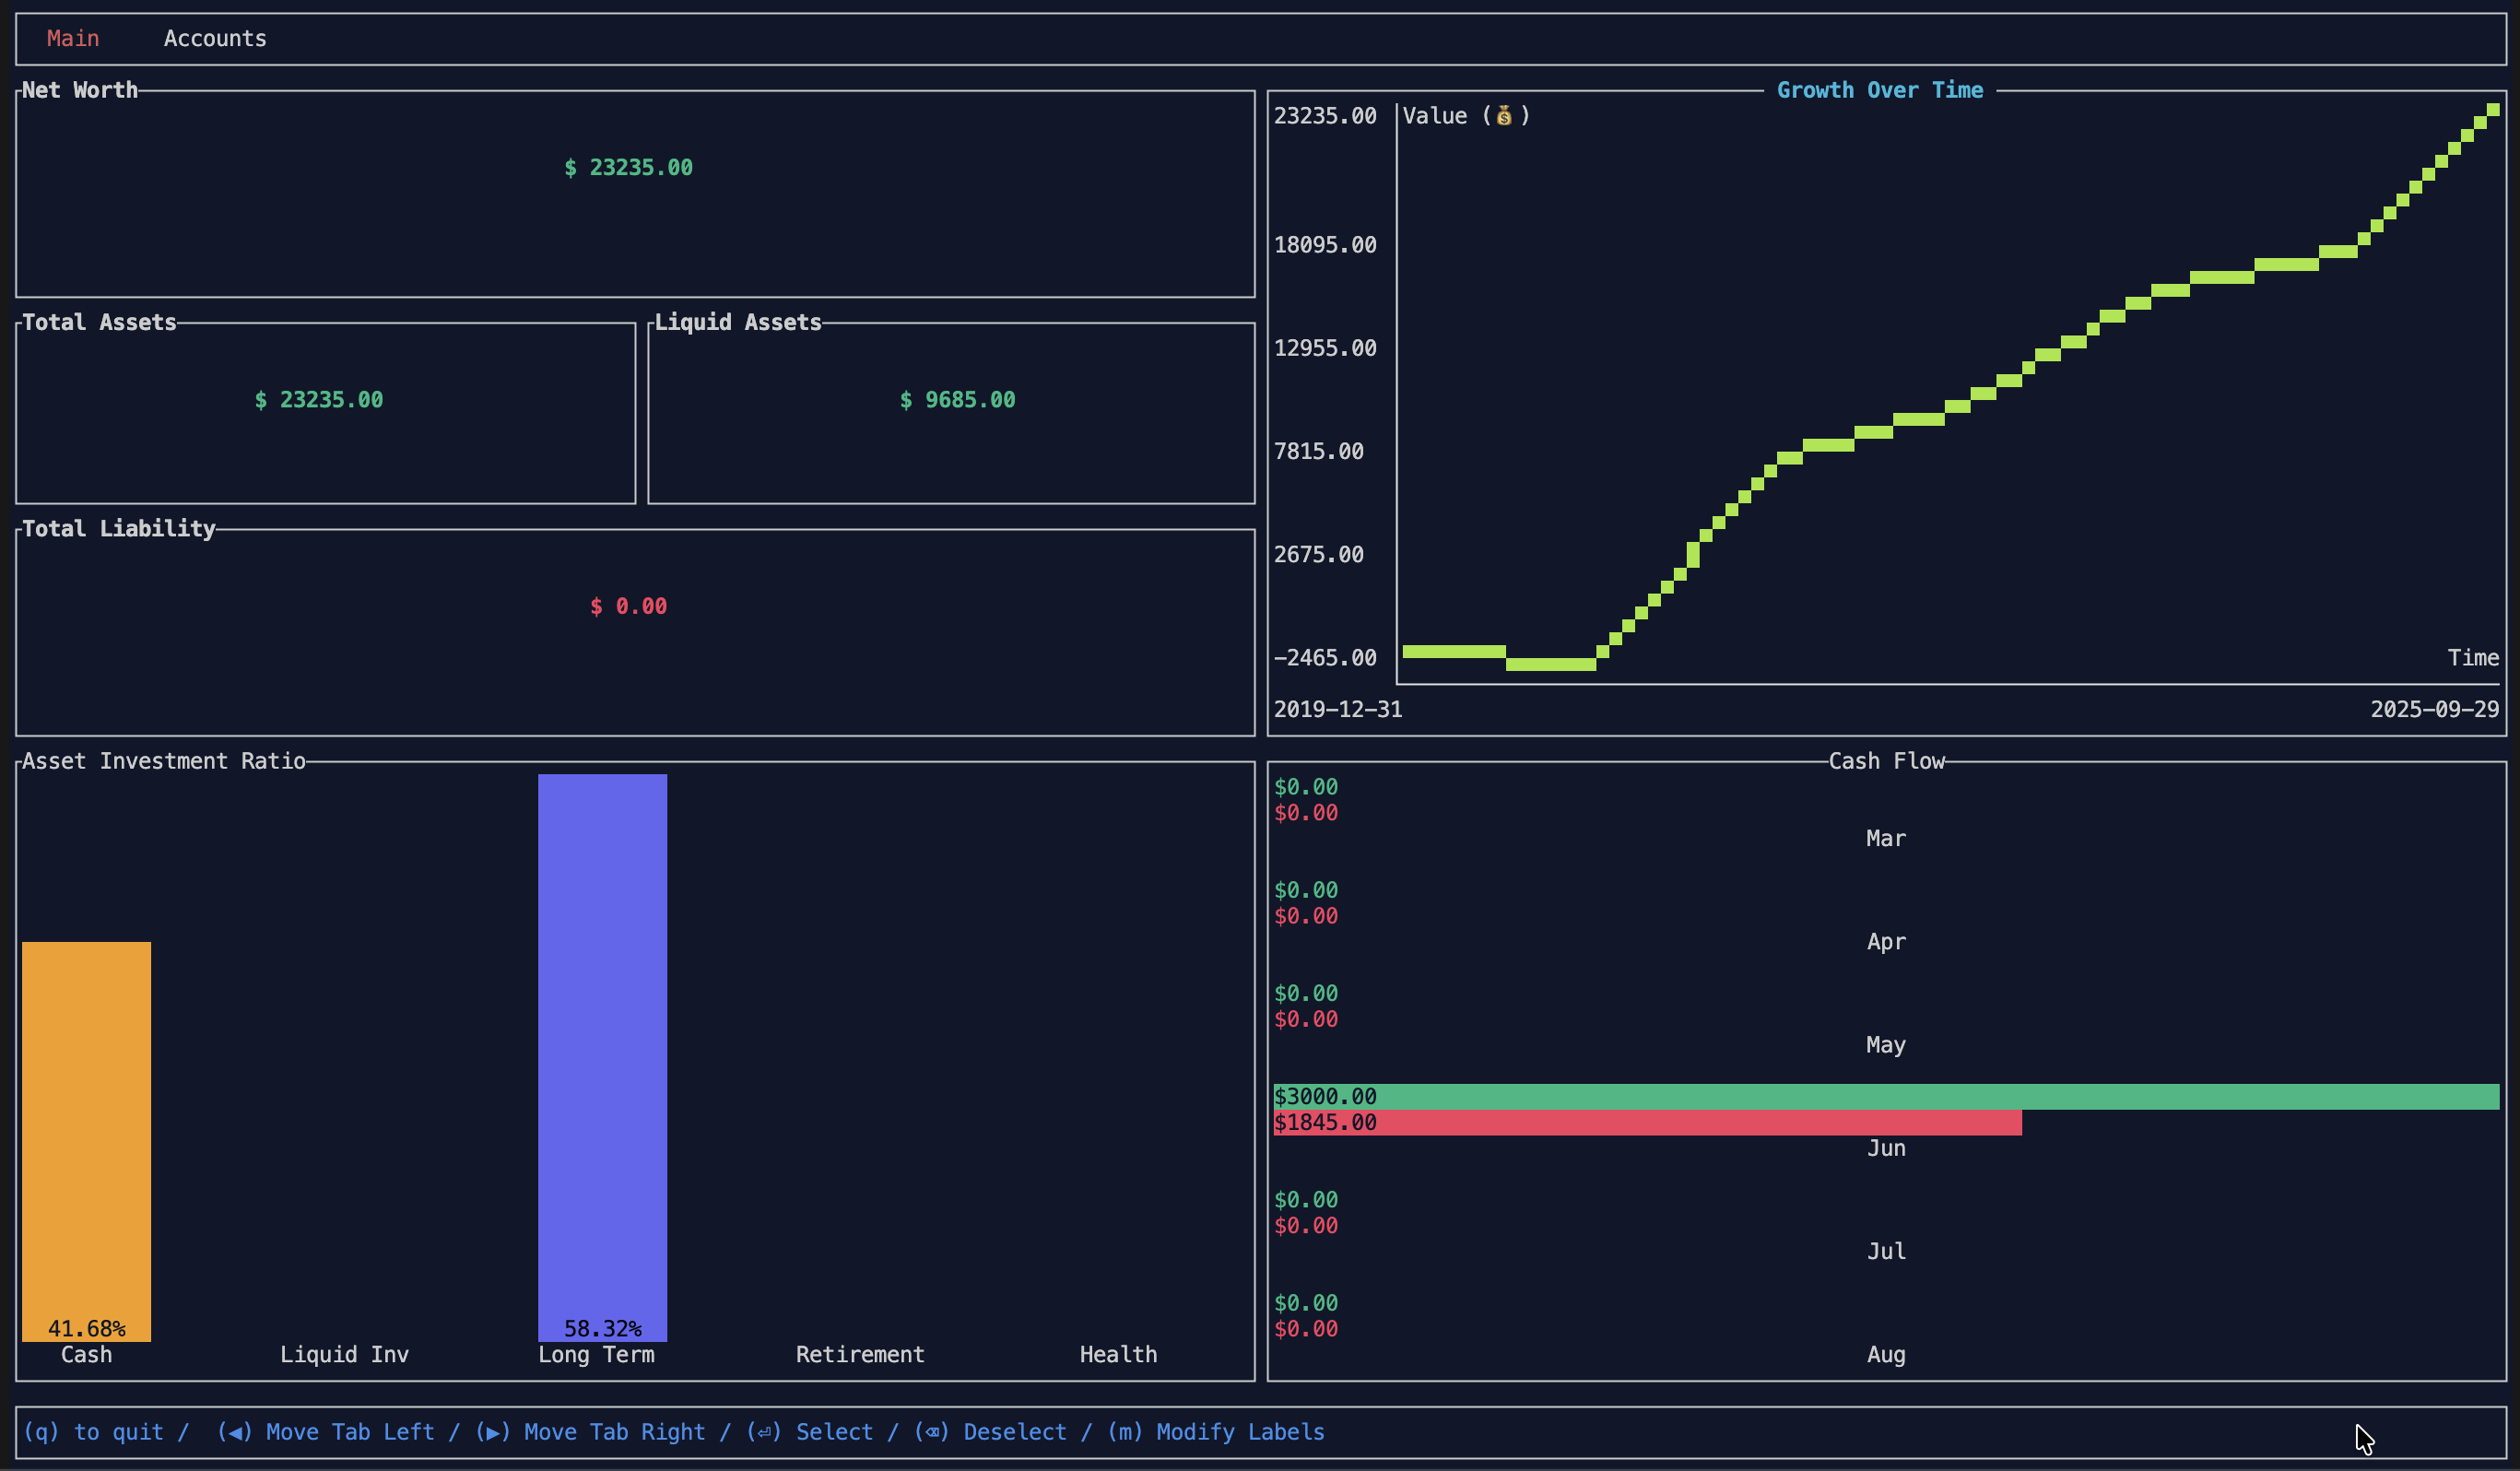 Main Accounts
Net Worth
$ 23235.00
Total Assets
$ 23235.00
Liquid Assets
$ 9685.00
Total Liability
$ 0.00
Growth Over Time
23235.00
Value (💰)
18095.00
12955.00
7815.00
2675.00
-2465.00
Time
2019-12-31
2025-09-29
Asset Investment Ratio
41.68%
58.32%
Cash
Liquid Inv
Long Term
Retirement
Health
Cash Flow
$0.00
$0.00
Mar
$0.00
$0.00
Apr
$0.00
$0.00
May
$3000.00
$1845.00
Jun
$0.00
$0.00
Jul
$0.00
$0.00
Aug
(q) to quit /  (◀) Move Tab Left / (▶) Move Tab Right / (⏎) Select / (⌫) Deselect / (m) Modify Labels